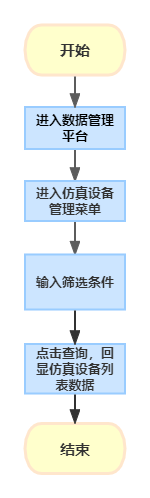 开始
进入数据管理
平台
进入仿真设备
管理菜单
输入筛选条件
点击查询，回
显仿真设备列
表数据
结束